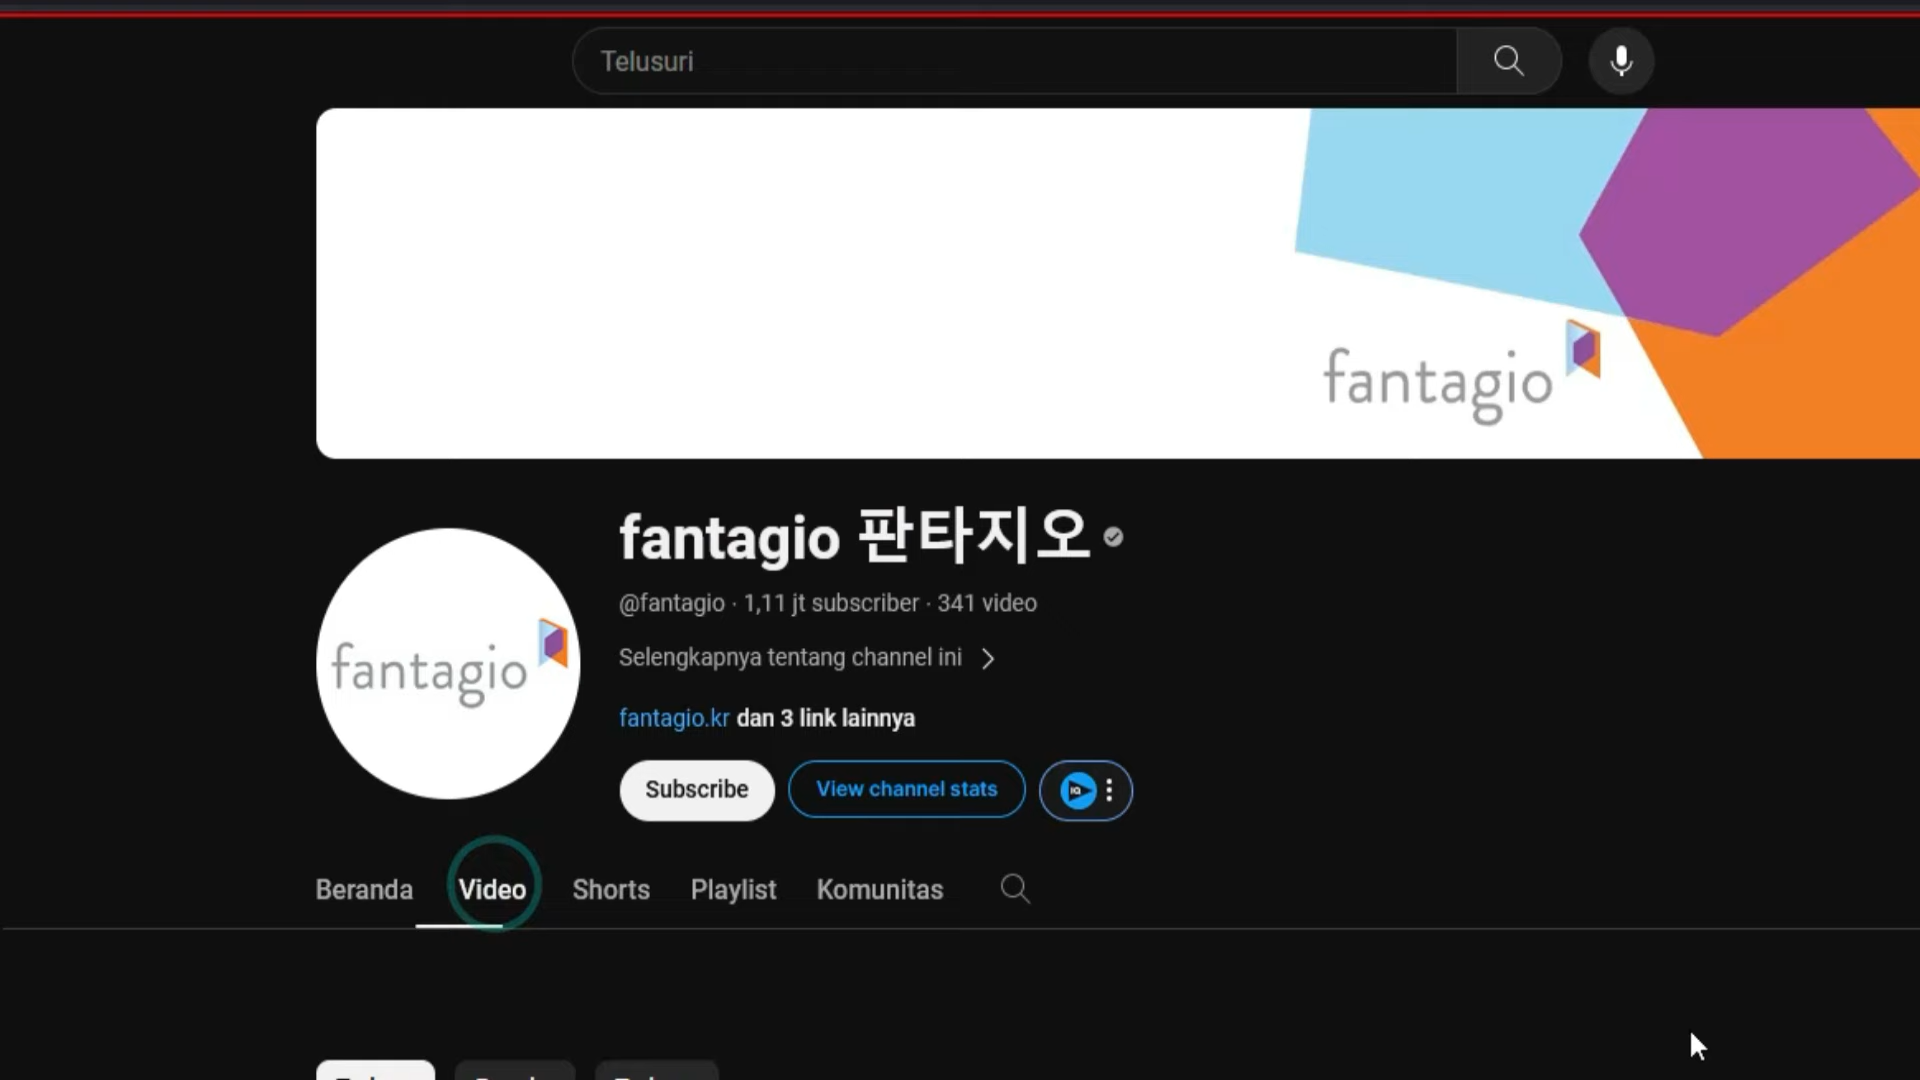 Telusuri
fantagio
fantagio 판타지오
@fantagio · 1,11 jt subscriber · 341 video
fantagio
Selengkapnya tentang channel ini
fantagio.kr dan 3 link lainnya
Subscribe View channel stats
IQ
Beranda Video Shorts Playlist Komunitas